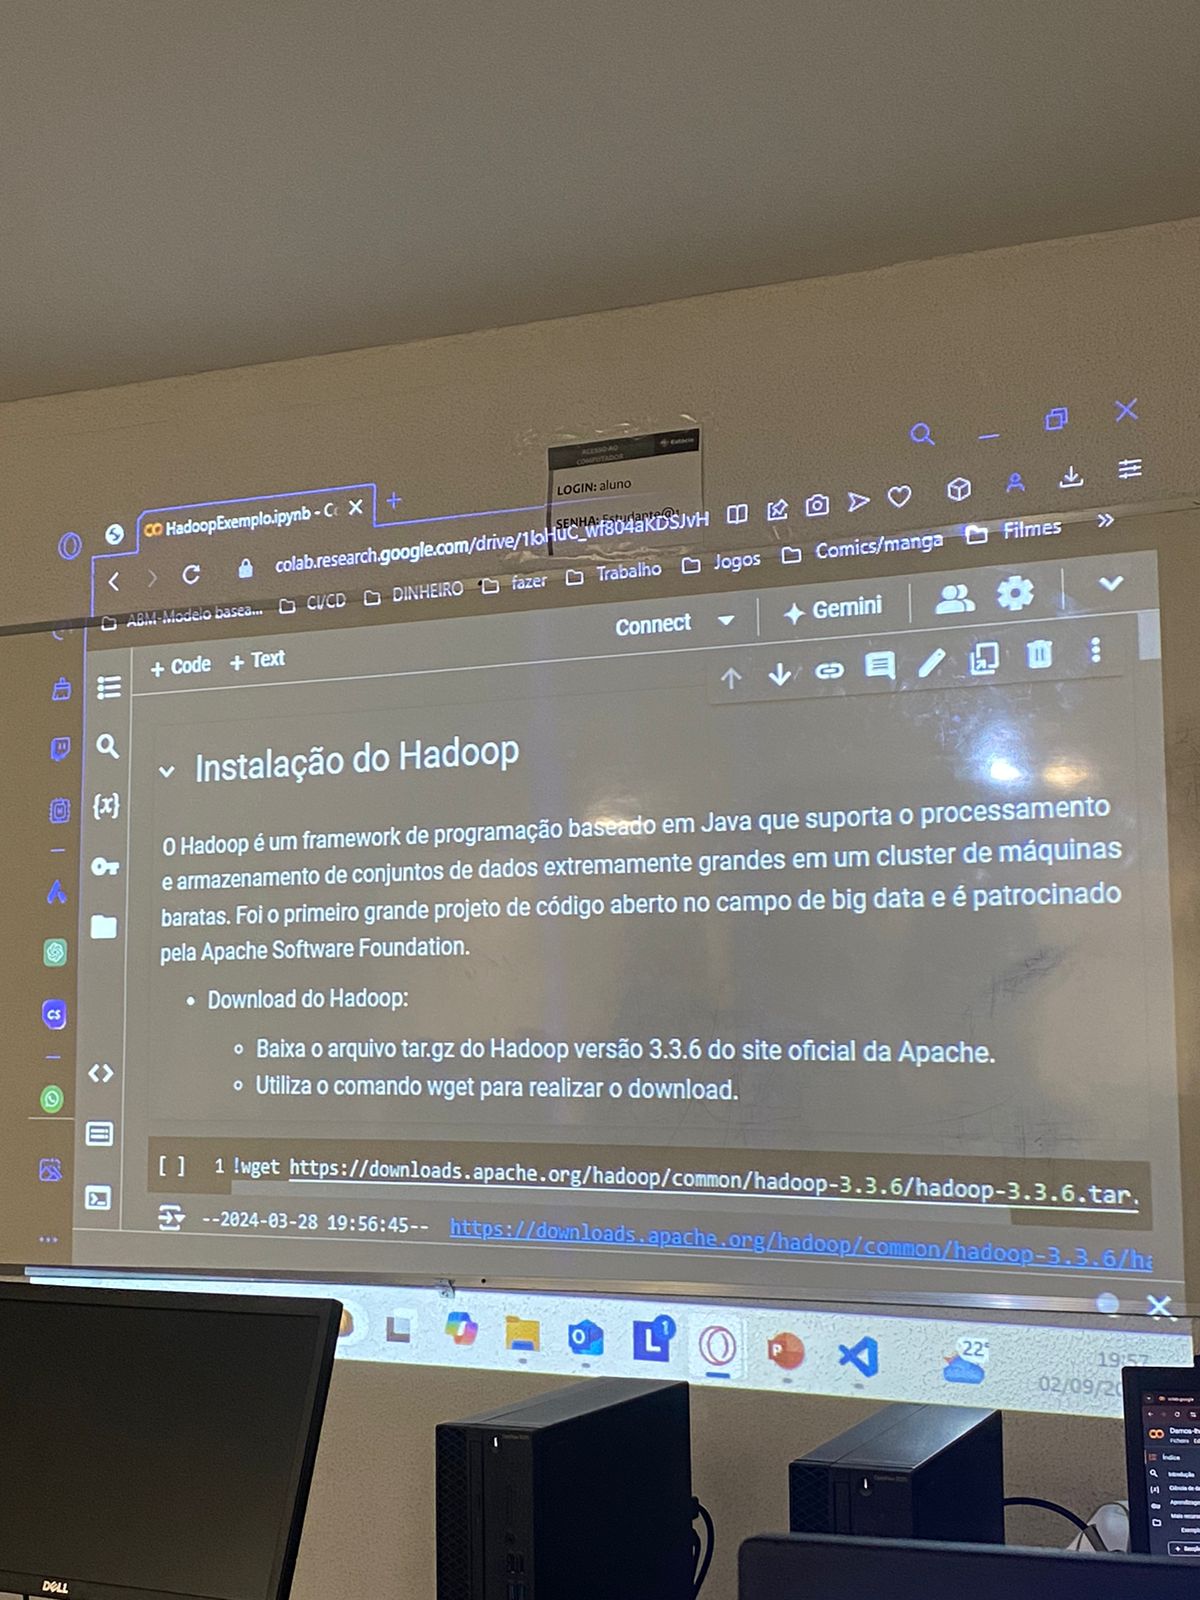 ACESSO AO
COMPUTADOR
Estácio
LOGIN: aluno
SENHA:
HadoopExemplo.ipynb - C
colab.research.google.com/drive/
ABM-Modelo basea...
CI/CD
DINHEIRO
fazer
Trabalho
Jogos
Comics/manga
Filmes
+ Code + Text
Connect
Gemini
Instalação do Hadoop
O Hadoop é um framework de programação baseado em Java que suporta o processamento
e armazenamento de conjuntos de dados extremamente grandes em um cluster de máquinas
baratas. Foi o primeiro grande projeto de código aberto no campo de big data e é patrocinado
pela Apache Software Foundation.
• Download do Hadoop:
◦ Baixa o arquivo tar.gz do Hadoop versão 3.3.6 do site oficial da Apache.
◦ Utiliza o comando wget para realizar o download.
[ ] 1 !wget https://downloads.apache.org/hadoop/common/hadoop-3.3.6/hadoop-3.3.6.tar.
--2024-03-28 19:56:45-- https://downloads.apache.org/hadoop/common/hadoop-3.3.6/ha
CS
22°
19:57
02/09/20
DELL
Índice